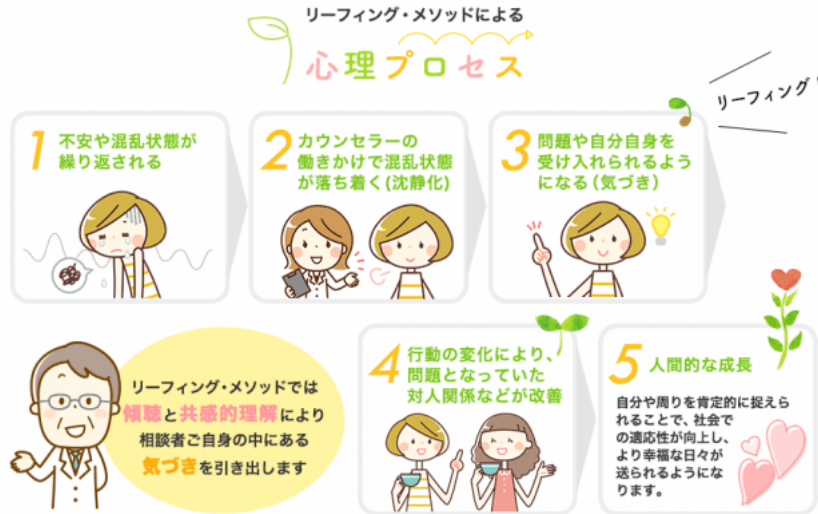 リーフィング・メソッドによる
心理プロセス
リーフィング!
1 不安や混乱状態が
繰り返される
2 カウンセラーの
働きかけで混乱状態
が落ち着く(沈静化)
3 問題や自分自身を
受け入れられるよう
になる(気づき)
4 行動の変化により、
問題となっていた
対人関係などが改善
5 人間的な成長
自分や周りを肯定的に捉えら
れることで、社会で
の適応性が向上し、
より幸福な日々が
送られるようにな
ります。
リーフィング・メソッドでは
傾聴と共感的理解により
相談者ご自身の中にある
気づきを引き出します